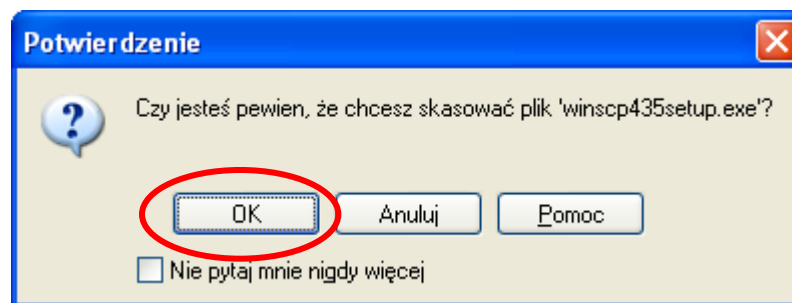 Potwierdzenie
Czy jesteś pewien, że chcesz skasować plik 'winscp435setup.exe'?
OK Anuluj Pomoc
Nie pytaj mnie nigdy więcej